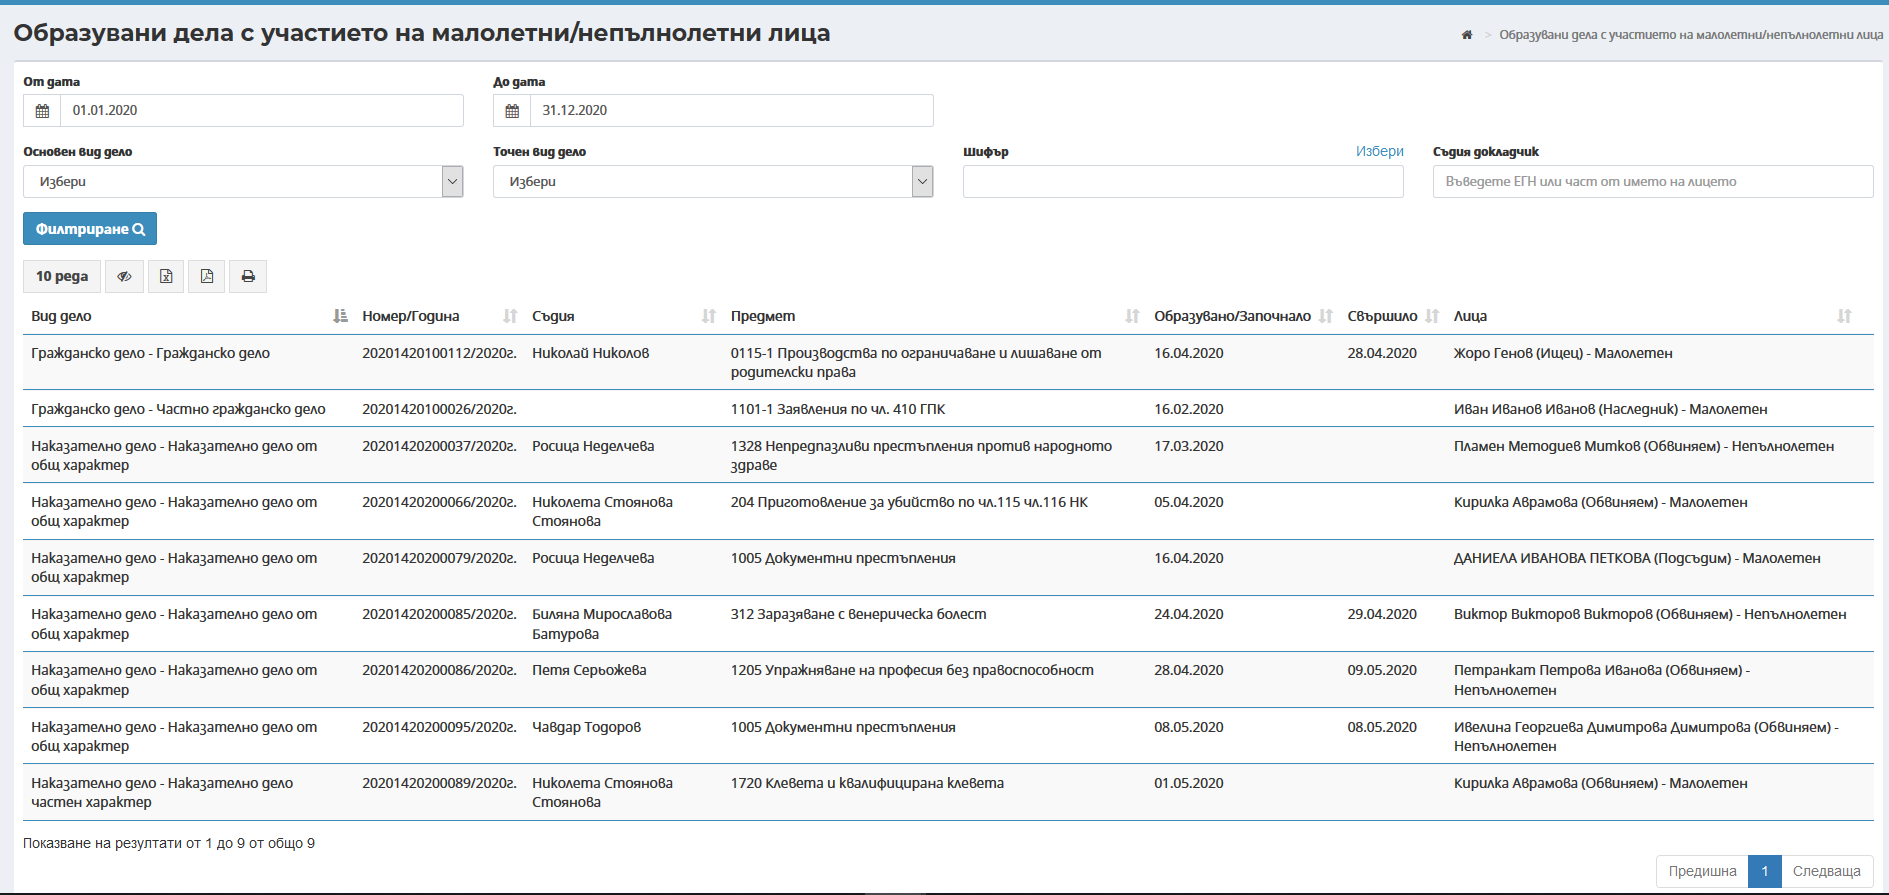 Образувани дела с участието на малолетни/непълнолетни лица
> Образувани дела с участието на малолетни/непълнолетни лица
От дата
До дата
01.01.2020
31.12.2020
Основен вид дело
Точен вид дело
Шифър
Избери
Съдия докладчик
Избери
Избери
Въведете ЕГН или част от името на лицето
Филтриране
10 реда
Вид дело
Номер/Година
Съдия
Предмет
Образувано/Започнало
Свършило
Лица
Гражданско дело - Гражданско дело
20201420100112/2020г.
Николай Николов
0115-1 Производства по ограничаване и лишаване от
родителски права
16.04.2020
28.04.2020
Жоро Генов (Ищец) - Малолетен
Гражданско дело - Частно гражданско дело
20201420100026/2020г.
1101-1 Заявления по чл. 410 ГПК
16.02.2020
Иван Иванов Иванов (Наследник) - Малолетен
Наказателно дело - Наказателно дело от
общ характер
20201420200037/2020г.
Росица Неделчева
1328 Непредпазливи престъпления против народното
здраве
17.03.2020
Пламен Методиев Митков (Обвиняем) - Непълнолетен
Наказателно дело - Наказателно дело от
общ характер
20201420200066/2020г.
Николета Стоянова
Стоянова
204 Приготовление за убийство по чл.115 чл.116 НК
05.04.2020
Кирилка Аврамова (Обвиняем) - Малолетен
Наказателно дело - Наказателно дело от
общ характер
20201420200079/2020г.
Росица Неделчева
1005 Документни престъпления
16.04.2020
ДАНИЕЛА ИВАНОВА ПЕТКОВА (Подсъдим) - Малолетен
Наказателно дело - Наказателно дело от
общ характер
20201420200085/2020г.
Биляна Мирославова
Батурова
312 Заразяване с венерическа болест
24.04.2020
29.04.2020
Виктор Викторов Викторов (Обвиняем) - Непълнолетен
Наказателно дело - Наказателно дело от
общ характер
20201420200086/2020г.
Петя Серьожева
1205 Упражняване на професия без правоспособност
28.04.2020
09.05.2020
Петранкат Петрова Иванова (Обвиняем) -
Непълнолетен
Наказателно дело - Наказателно дело от
общ характер
20201420200095/2020г.
Чавдар Тодоров
1005 Документни престъпления
08.05.2020
08.05.2020
Ивелина Георгиева Димитрова Димитрова (Обвиняем) -
Непълнолетен
Наказателно дело - Наказателно дело
частен характер
20201420200089/2020г.
Николета Стоянова
Стоянова
1720 Клевета и квалифицирана клевета
01.05.2020
Кирилка Аврамова (Обвиняем) - Малолетен
Показване на резултати от 1 до 9 от общо 9
Предишна
1
Следваща